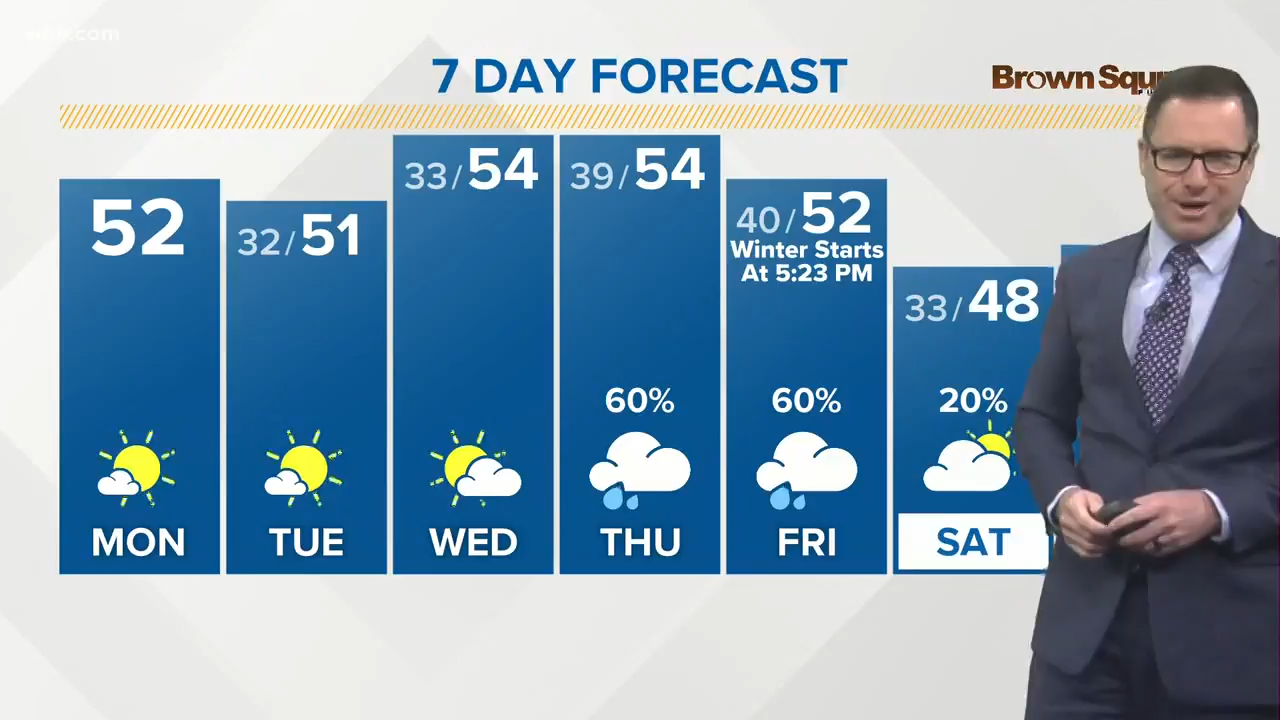 7 DAY FORECAST
Brown
52
32/51
33/54
39/54
40/52
Winter Starts
At 5:23 PM
33/48
60%
60%
20%
MON
TUE
WED
THU
FRI
SAT